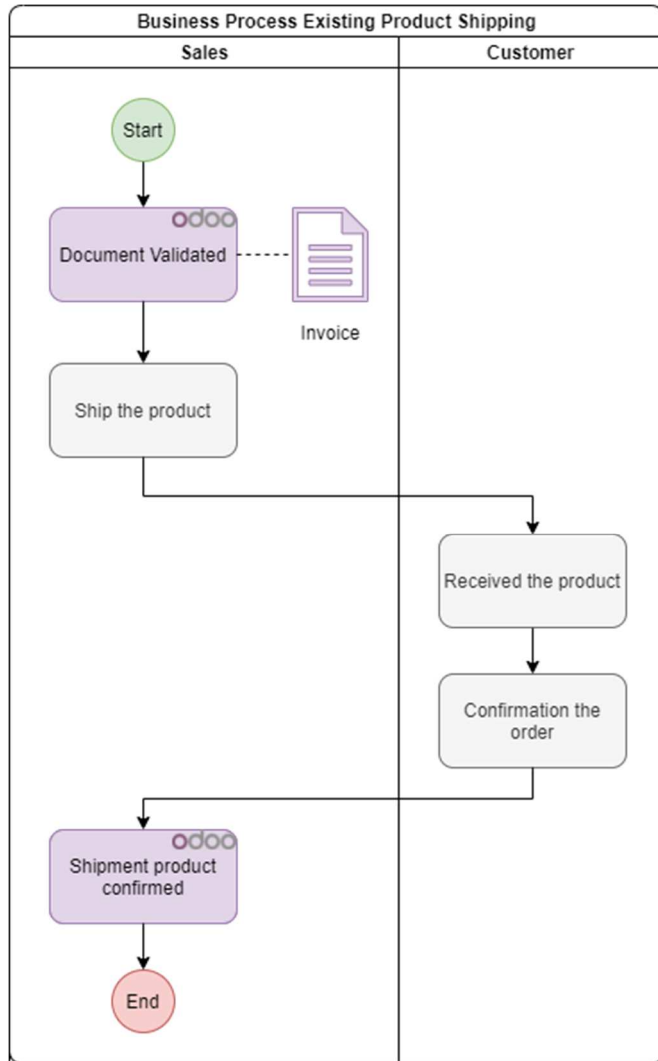 Business Process Existing Product Shipping
Sales
Customer
Start
odoo
Document Validated
Invoice
Ship the product
Received the product
Confirmation the
order
odoo
Shipment product
confirmed
End